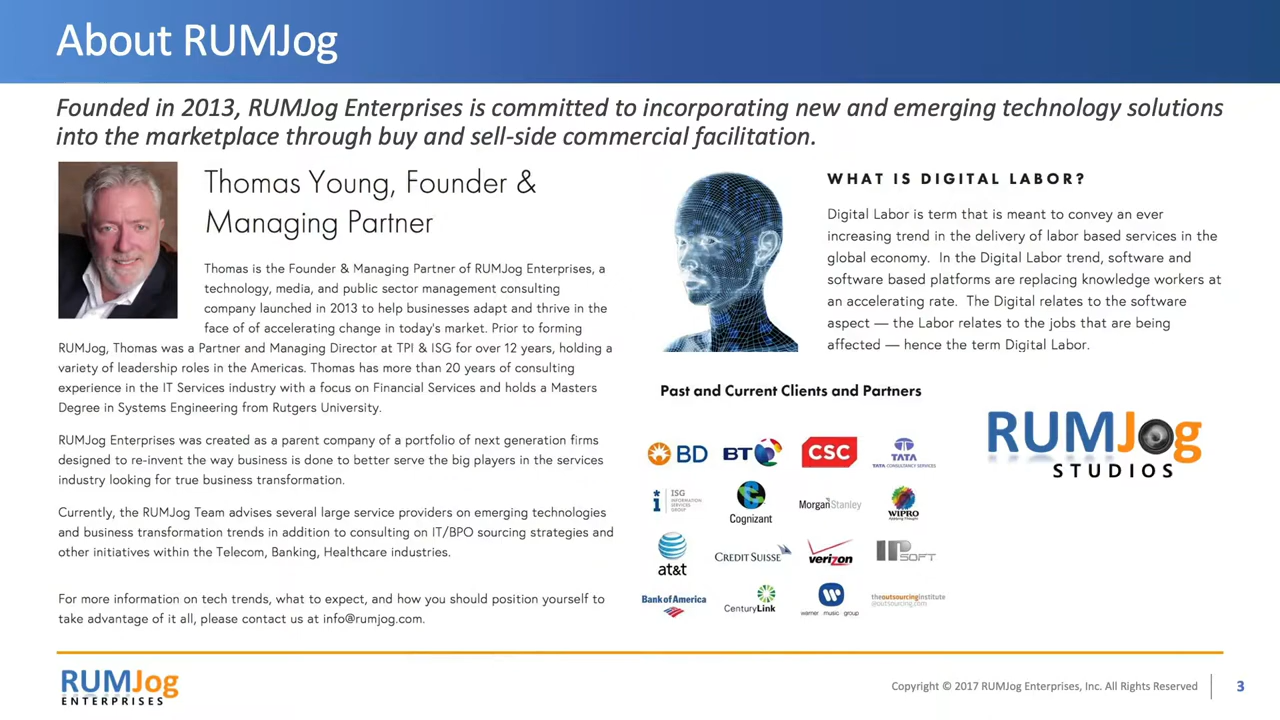 About RUMJog
Founded in 2013, RUMJog Enterprises is committed to incorporating new and emerging technology solutions
into the marketplace through buy and sell-side commercial facilitation.
Thomas Young, Founder &
Managing Partner
Thomas is the Founder & Managing Partner of RUMJog Enterprises, a
technology, media, and public sector management consulting
company launched in 2013 to help businesses adapt and thrive in the
face of of accelerating change in today's market. Prior to forming
RUMJog, Thomas was a Partner and Managing Director at TPI & ISG for over 12 years, holding a
variety of leadership roles in the Americas. Thomas has more than 20 years of consulting
experience in the IT Services industry with a focus on Financial Services and holds a Masters
Degree in Systems Engineering from Rutgers University.
RUMJog Enterprises was created as a parent company of a portfolio of next generation firms
designed to re-invent the way business is done to better serve the big players in the services
industry looking for true business transformation.
Currently, the RUMJog Team advises several large service providers on emerging technologies
and business transformation trends in addition to consulting on IT/BPO sourcing strategies and
other initiatives within the Telecom, Banking, Healthcare industries.
For more information on tech trends, what to expect, and how you should position yourself to
take advantage of it all, please contact us at info@rumjog.com.
WHAT IS DIGITAL LABOR?
Digital Labor is term that is meant to convey an ever
increasing trend in the delivery of labor based services in the
global economy. In the Digital Labor trend, software and
software based platforms are replacing knowledge workers at
an accelerating rate. The Digital relates to the software
aspect — the Labor relates to the jobs that are being
affected — hence the term Digital Labor.
Past and Current Clients and Partners
BD BT CSC TATA
TATA CONSULTANCY SERVICES
ISG INFORMATION SERVICES GROUP
Cognizant
Morgan Stanley
WIPRO
Applying Thought
at&t
CREDIT SUISSE
verizon
IPSOFT
Bank of America
CenturyLink
warner music group
theoutsourcinginstitute
@outsourcing.com
RUMJog
STUDIOS
RUMJog
ENTERPRISES
Copyright © 2017 RUMJog Enterprises, Inc. All Rights Reserved
3